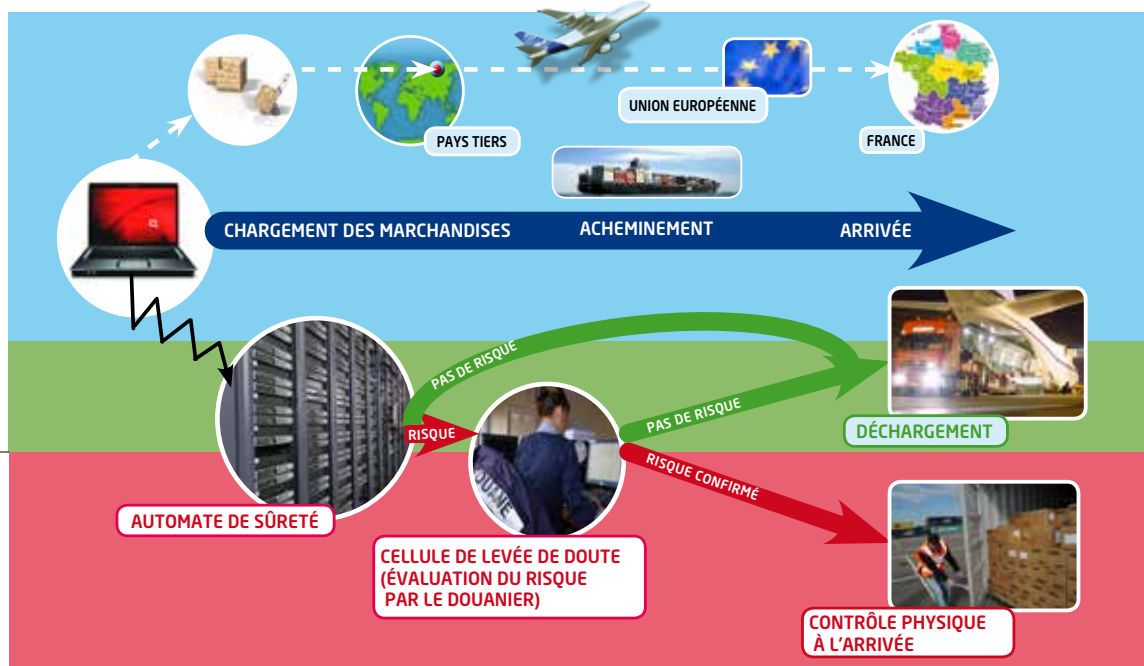 UNION EUROPÉENNE
PAYS TIERS
FRANCE
CHARGEMENT DES MARCHANDISES
ACHEMINEMENT
ARRIVÉE
PAS DE RISQUE
RISQUE
PAS DE RISQUE
DÉCHARGEMENT
RISQUE CONFIRMÉ
DOUANE
AUTOMATE DE SÛRETÉ
CELLULE DE LEVÉE DE DOUTE
(ÉVALUATION DU RISQUE
PAR LE DOUANIER)
CONTRÔLE PHYSIQUE
À L'ARRIVÉE